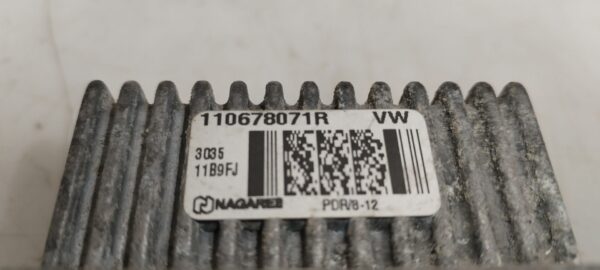 110678071R VW
3035
11B9FJ
NAGARES PDR/8-12